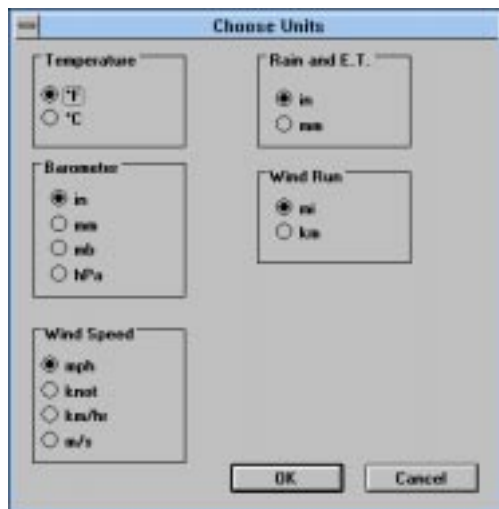 Choose Units
Temperature
°F
°C
Barometer
in
mm
mb
hPa
Wind Speed
mph
knot
km/hr
m/s
Rain and E.T.
in
mm
Wind Run
mi
km
OK
Cancel